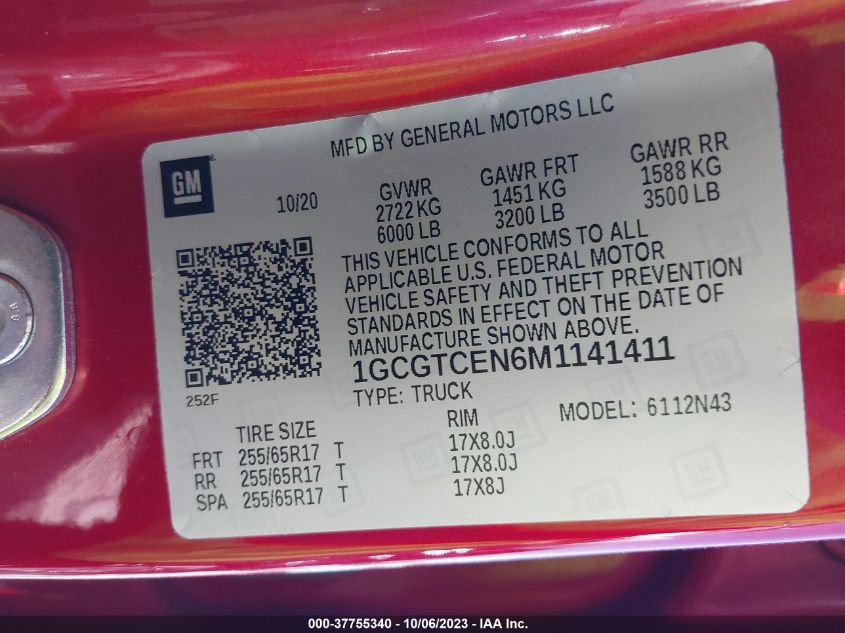 MFD BY GENERAL MOTORS LLC
GM
10/20
GVWR
2722 KG
6000 LB
GAWR FRT
1451 KG
3200 LB
GAWR RR
1588 KG
3500 LB
THIS VEHICLE CONFORMS TO ALL
APPLICABLE U.S. FEDERAL MOTOR
VEHICLE SAFETY AND THEFT PREVENTION
STANDARDS IN EFFECT ON THE DATE OF
MANUFACTURE SHOWN ABOVE.
1GCGTCEN6M1141411
252F
TYPE: TRUCK
MODEL: 6112N43
TIRE SIZE RIM
FRT 255/65R17 T 17X8.0J
RR 255/65R17 T 17X8.0J
SPA 255/65R17 T 17X8J
8.8
000-37755340 - 10/06/2023 - IAA Inc.